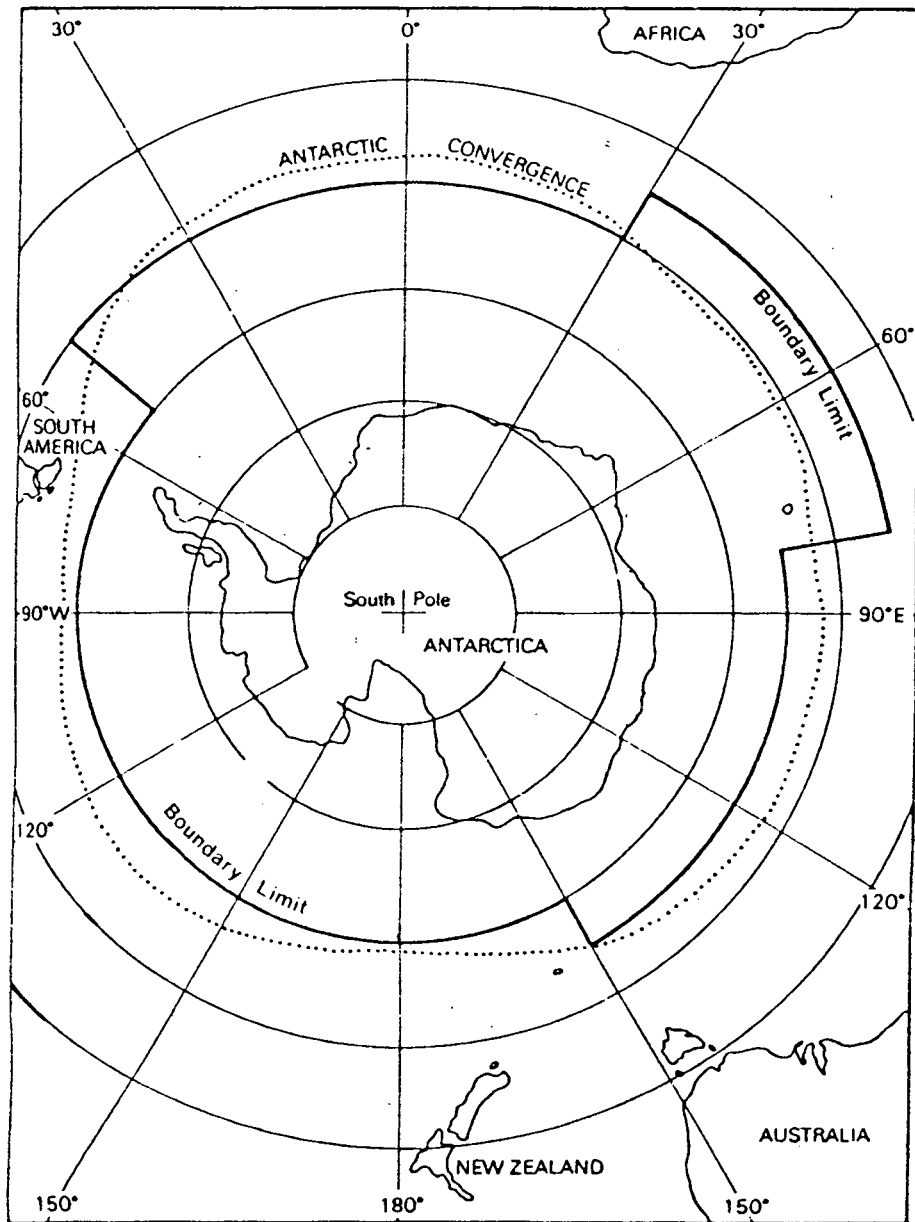 30°
0°
AFRICA
30°
ANTARCTIC CONVERGENCE
Boundary Limit
60°
60°
SOUTH
AMERICA
90°W
South Pole
90°E
ANTARCTICA
120°
Boundary Limit
120°
AUSTRALIA
NEW ZEALAND
150°
180°
150°